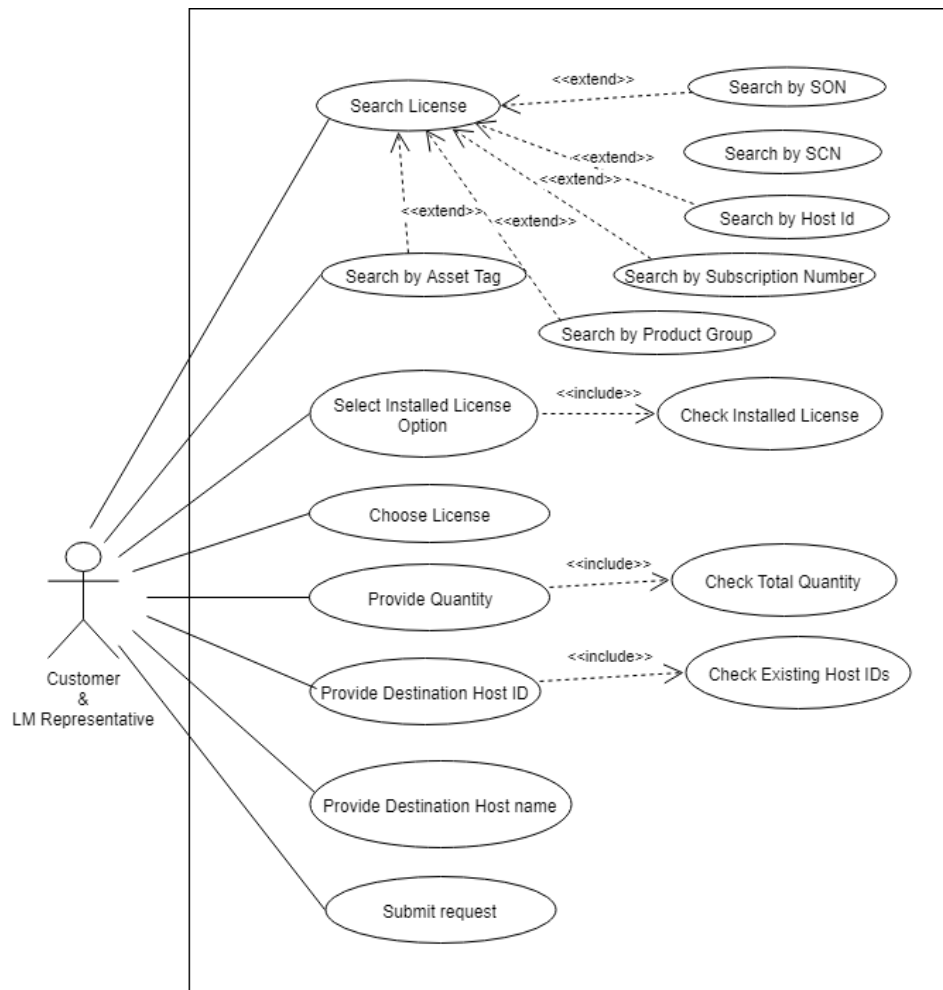 <<extend>>
Search by SON
Search License
Search by SCN
<<extend>>
<<extend>>
Search by Host Id
<<extend>>
<<extend>>
Search by Asset Tag
Search by Subscription Number
Search by Product Group
<<include>>
Select Installed License
Option
Check Installed License
Choose License
<<include>>
Check Total Quantity
Provide Quantity
<<include>>
Check Existing Host IDs
Provide Destination Host ID
Customer
&
LM Representative
Provide Destination Host name
Submit request